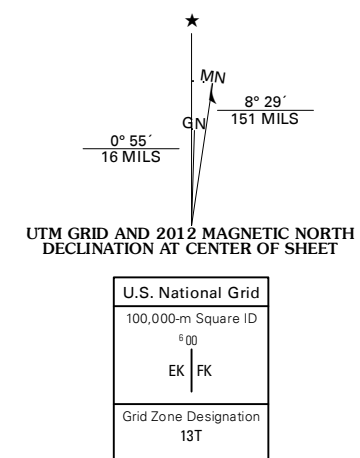 ★
MN
8° 29´
151 MILS
GN
0° 55´
16 MILS
UTM GRID AND 2012 MAGNETIC NORTH
DECLINATION AT CENTER OF SHEET
U.S. National Grid
100,000-m Square ID
⁶00
EK FK
Grid Zone Designation
13T